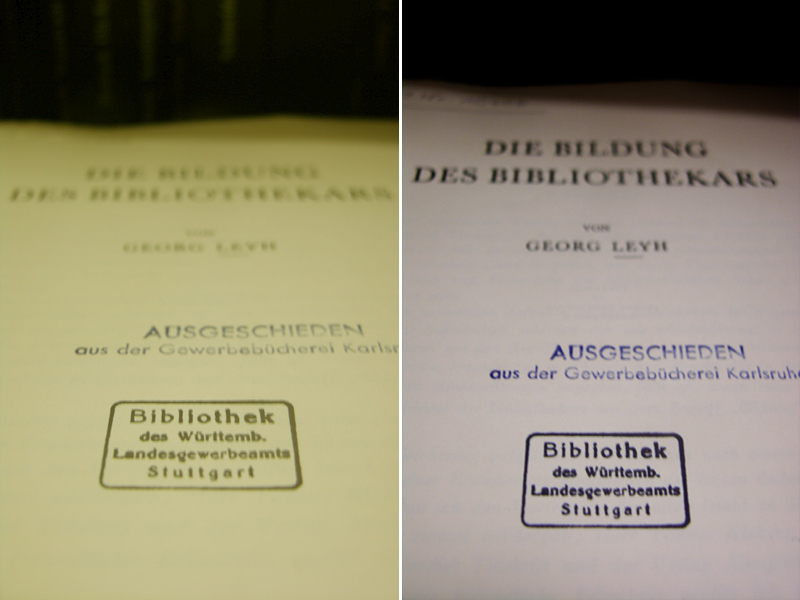 DIE BILDUNG
DES BIBLIOTHEKARS
VON
GEORG LEYH
AUSGESCHIEDEN
aus der Gewerbebücherei Karlsr
Bibliothek
des Württemb.
Landesgewerbeamts
Stuttgart
DIE BILDUNG
DES BIBLIOTHEKARS
VON
GEORG LEYH
AUSGESCHIEDEN
aus der Gewerbebücherei Karlsruhe
Bibliothek
des Württemb.
Landesgewerbeamts
Stuttgart